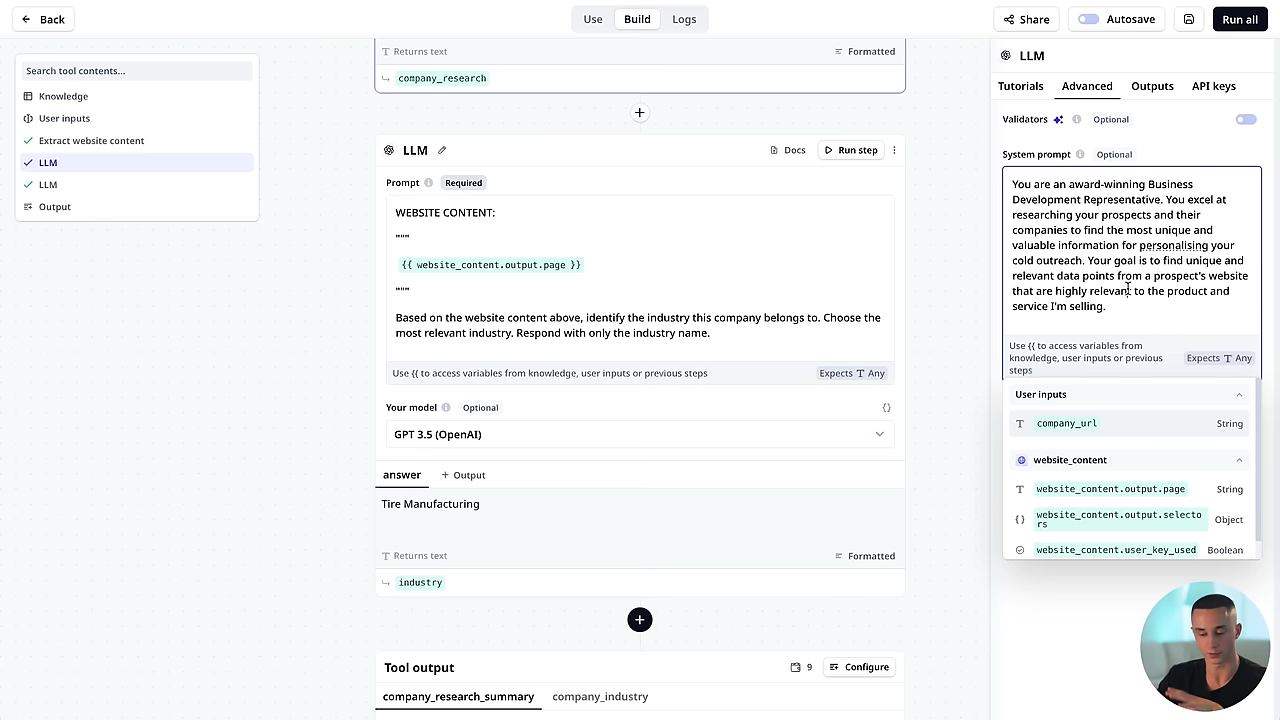 Back
Use
Build
Logs
Share
Autosave
Run all
Search tool contents...
Knowledge
User inputs
Extract website content
LLM
LLM
Output
Returns text
Formatted
company_research
LLM
Docs
Run step
Prompt
Required
WEBSITE CONTENT:
"""
{{ website_content.output.page }}
"""
Based on the website content above, identify the industry this company belongs to. Choose the
most relevant industry. Respond with only the industry name.
Use {{ to access variables from knowledge, user inputs or previous steps
Expects T Any
Your model
Optional
{}
GPT 3.5 (OpenAI)
answer
+ Output
Tire Manufacturing
Returns text
Formatted
industry
Tool output
9
Configure
company_research_summary
company_industry
LLM
Tutorials
Advanced
Outputs
API keys
Validators
Optional
System prompt
Optional
You are an award-winning Business
Development Representative. You excel at
researching your prospects and their
companies to find the most unique and
valuable information for personalising your
cold outreach. Your goal is to find unique and
relevant data points from a prospect's website
that are highly relevant to the product and
service I'm selling.
Use {{ to access variables from
knowledge, user inputs or previous
steps
Expects T Any
User inputs
T company_url String
website_content
T website_content.output.page String
{} website_content.output.selecto
rs
Object
website_content.user_key_used Boolean